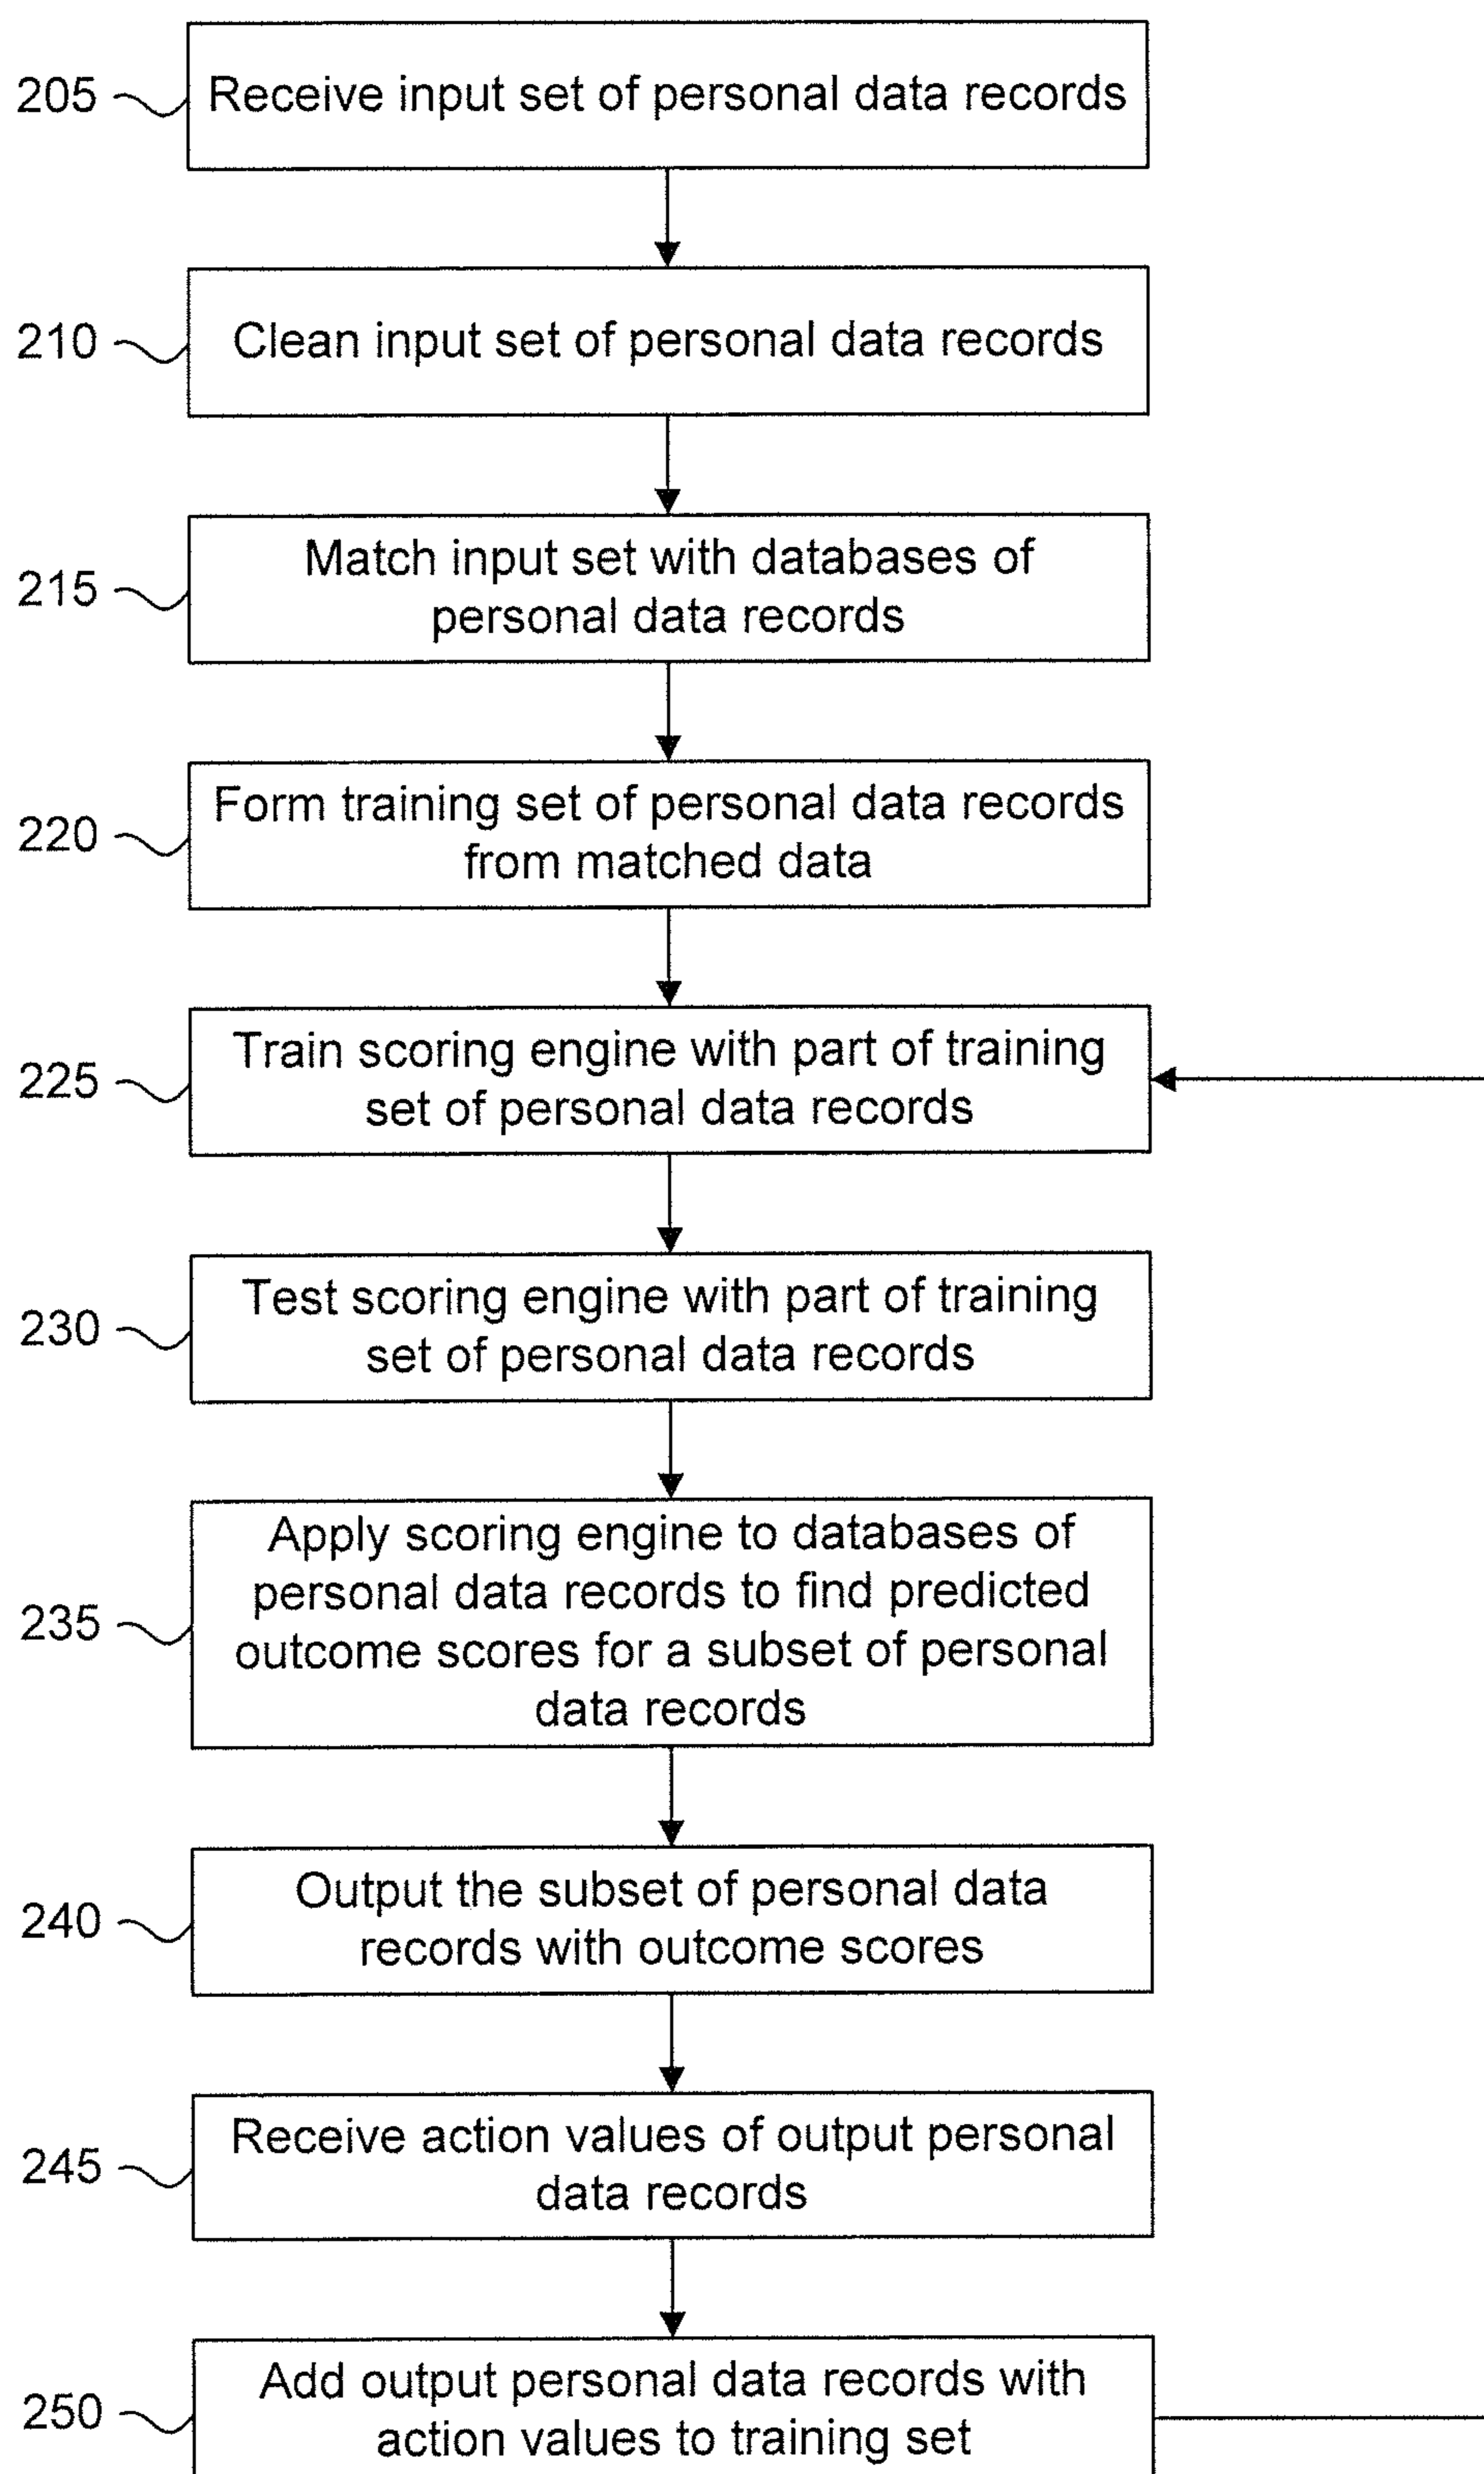 205
Receive input set of personal data records
210
Clean input set of personal data records
215
Match input set with databases of
personal data records
220
Form training set of personal data records
from matched data
225
Train scoring engine with part of training
set of personal data records
230
Test scoring engine with part of training
set of personal data records
235
Apply scoring engine to databases of
personal data records to find predicted
outcome scores for a subset of personal
data records
240
Output the subset of personal data
records with outcome scores
245
Receive action values of output personal
data records
250
Add output personal data records with
action values to training set